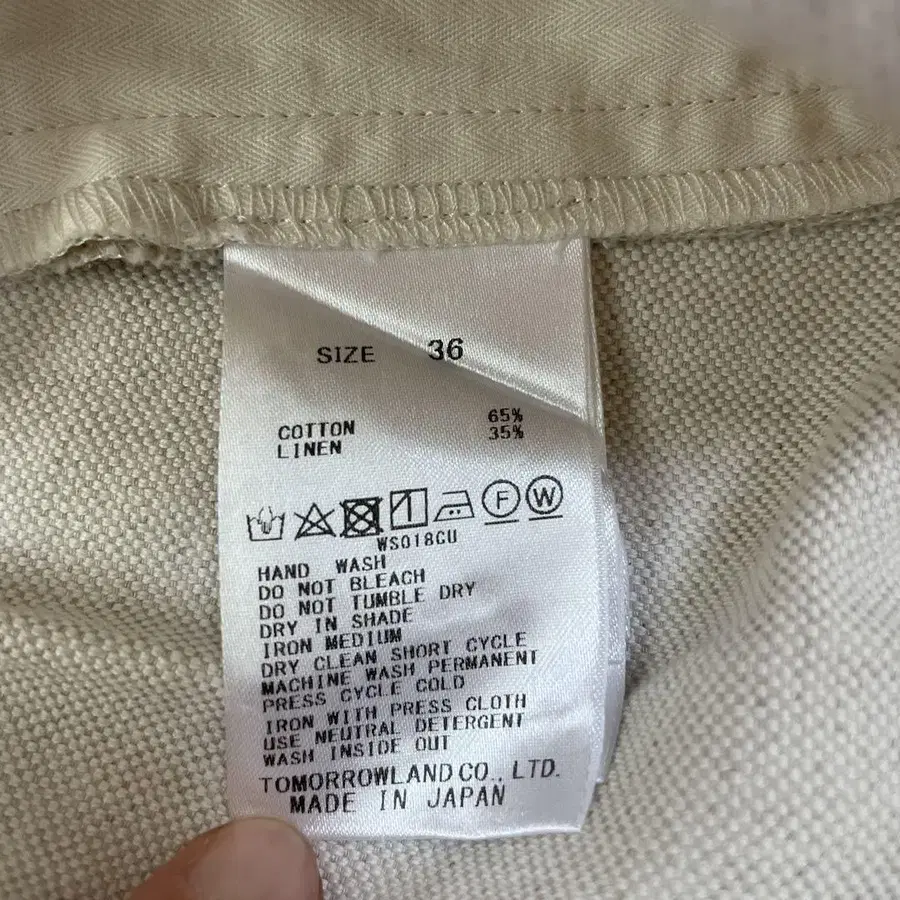 SIZE 36
COTTON 65%
LINEN 35%
F W
WS018CU
HAND WASH
DO NOT BLEACH
DO NOT TUMBLE DRY
DRY IN SHADE
IRON MEDIUM
DRY CLEAN SHORT CYCLE
MACHINE WASH PERMANENT
PRESS CYCLE COLD
IRON WITH PRESS CLOTH
USE NEUTRAL DETERGENT
WASH INSIDE OUT
TOMORROWLAND CO., LTD.
MADE IN JAPAN